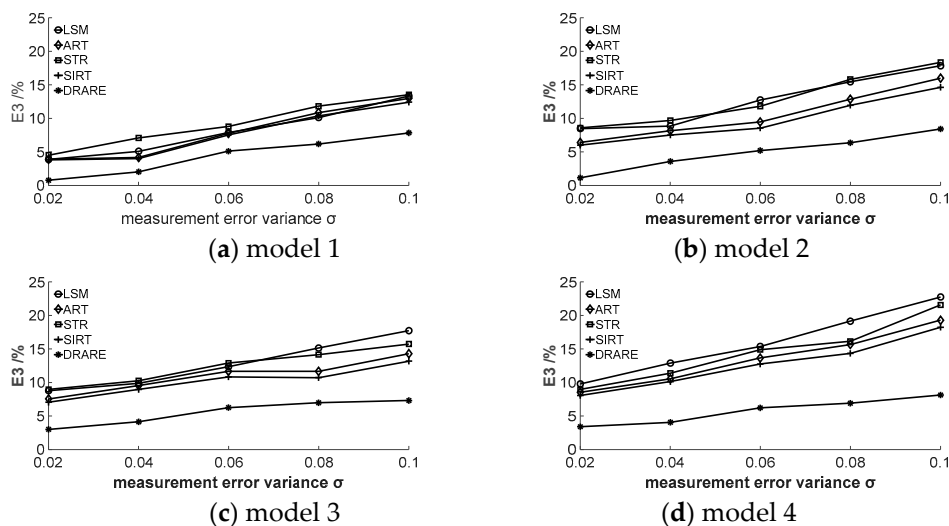 25
20
15
10
5
0
LSM
ART
STR
SIRT
DRARE
E3 /%
0.02 0.04 0.06 0.08 0.1
measurement error variance σ
(a) model 1
25
20
15
10
5
0
LSM
ART
STR
SIRT
DRARE
E3 /%
0.02 0.04 0.06 0.08 0.1
measurement error variance σ
(b) model 2
25
20
15
10
5
0
LSM
ART
STR
SIRT
DRARE
E3 /%
0.02 0.04 0.06 0.08 0.1
measurement error variance σ
(c) model 3
25
20
15
10
5
0
LSM
ART
STR
SIRT
DRARE
E3 /%
0.02 0.04 0.06 0.08 0.1
measurement error variance σ
(d) model 4